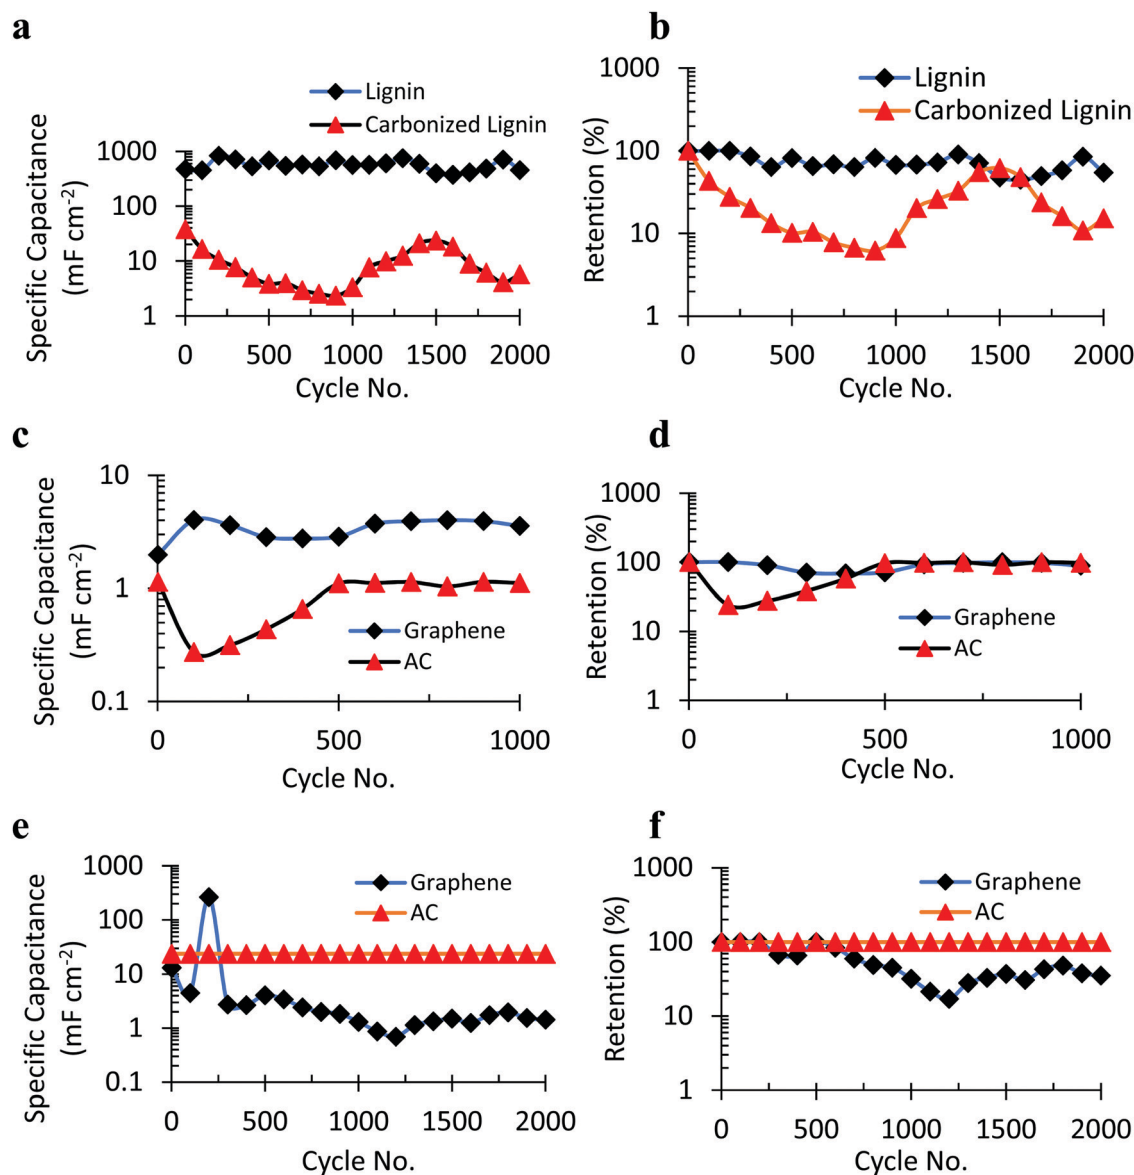 a
Specific Capacitance
(mF cm⁻²)
Lignin
Carbonized Lignin
1000
100
10
1
0 500 1000 1500 2000
Cycle No.
b
Retention (%)
Lignin
Carbonized Lignin
1000
100
10
1
0 500 1000 1500 2000
Cycle No.
c
Specific Capacitance
(mF cm⁻²)
10
1
0.1
Graphene
AC
0 500 1000
Cycle No.
d
Retention (%)
1000
100
10
1
Graphene
AC
0 500 1000
Cycle No.
e
Specific Capacitance
(mF cm⁻²)
Graphene
AC
1000
100
10
1
0.1
0 500 1000 1500 2000
Cycle No.
f
Retention (%)
Graphene
AC
1000
100
10
1
0 500 1000 1500 2000
Cycle No.